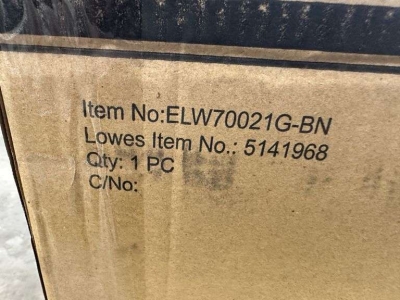 Item No:ELW70021G-BN
Lowes Item No.: 5141968
Qty: 1 PC
C/No: